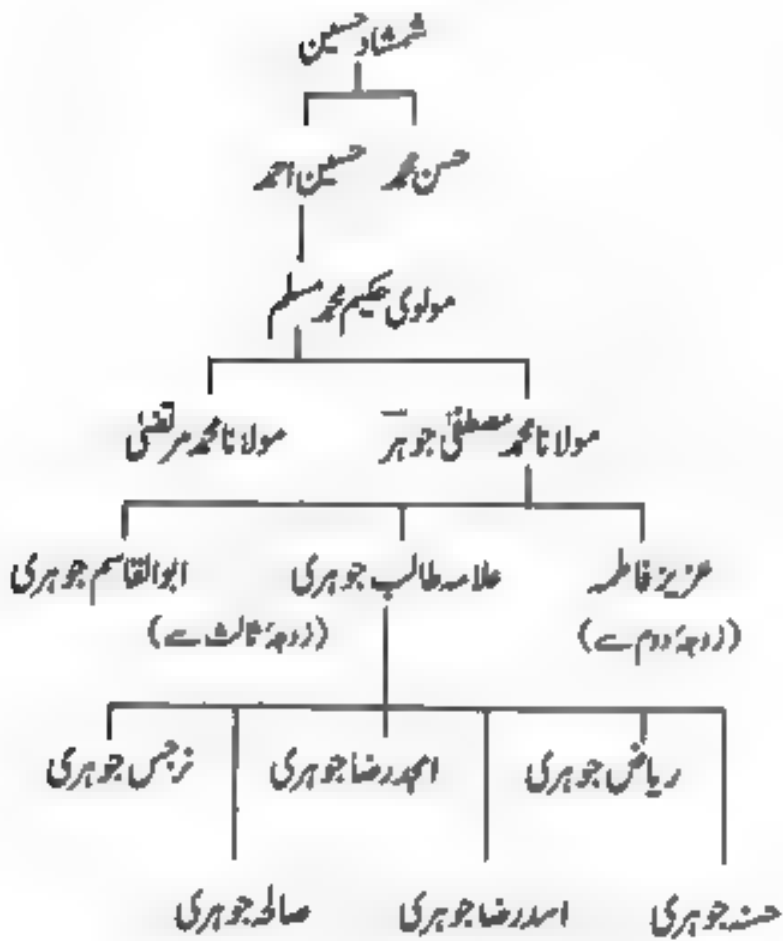 شمشاد حسین
حسن محمد حسین احمد
مولوی حکیم محمد مسلم
مولانا محمد مصطفیٰ جوہر مولانا محمد مرتضیٰ
عزیز فاطمہ علامہ طالب جوہری ابوالقاسم جوہری
(زوجۂ دوم سے) (زوجۂ ثالث سے)
ریاض جوہری امجد رضا جوہری نرجس جوہری
حسنہ جوہری اسد رضا جوہری صالحہ جوہری